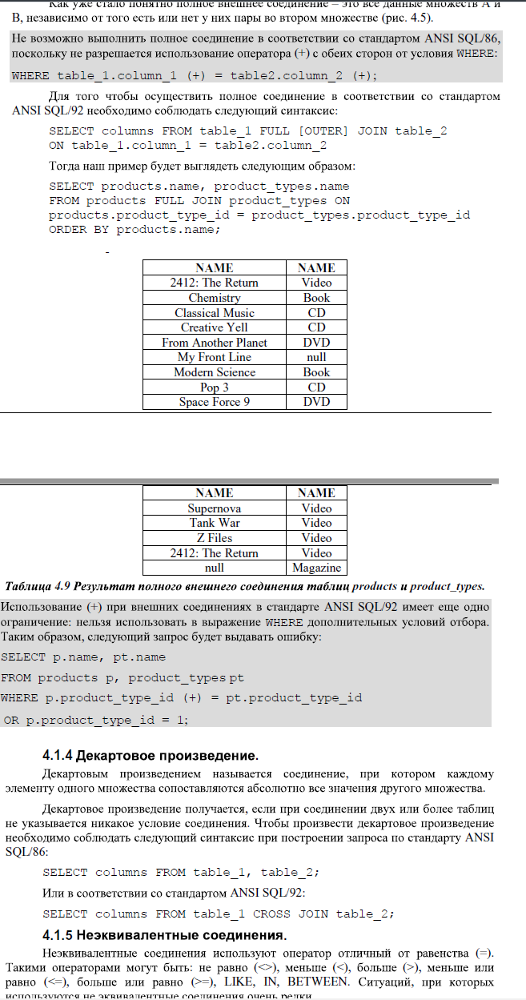 Как уже стало понятно полное внешнее соединение – это все данные множеств А и
В, независимо от того есть или нет у них пары во втором множестве (рис. 4.5).
Не возможно выполнить полное соединение в соответствии со стандартом ANSI SQL/86,
поскольку не разрешается использование оператора (+) с обеих сторон от условия WHERE:
WHERE table_1.column_1 (+) = table2.column_2 (+);
Для того чтобы осуществить полное соединение в соответствии со стандартом
ANSI SQL/92 необходимо соблюдать следующий синтаксис:
SELECT columns FROM table_1 FULL [OUTER] JOIN table_2
ON table_1.column_1 = table2.column_2
Тогда наш пример будет выглядеть следующим образом:
SELECT products.name, product_types.name
FROM products FULL JOIN product_types ON
products.product_type_id = product_types.product_type_id
ORDER BY products.name;
-
NAME NAME
2412: The Return Video
Chemistry Book
Classical Music CD
Creative Yell CD
From Another Planet DVD
My Front Line null
Modern Science Book
Pop 3 CD
Space Force 9 DVD
NAME NAME
Supernova Video
Tank War Video
Z Files Video
2412: The Return Video
null Magazine
Таблица 4.9 Результат полного внешнего соединения таблиц products и product_types.
Использование (+) при внешних соединениях в стандарте ANSI SQL/92 имеет еще одно
ограничение: нельзя использовать в выражение WHERE дополнительных условий отбора.
Таким образом, следующий запрос будет выдавать ошибку:
SELECT p.name, pt.name
FROM products p, product_types pt
WHERE p.product_type_id (+) = pt.product_type_id
OR p.product_type_id = 1;
4.1.4 Декартовое произведение.
Декартовым произведением называется соединение, при котором каждому
элементу одного множества сопоставляются абсолютно все значения другого множества.
Декартовое произведение получается, если при соединении двух или более таблиц
не указывается никакое условие соединения. Чтобы произвести декартовое произведение
необходимо соблюдать следующий синтаксис при построении запроса по стандарту ANSI
SQL/86:
SELECT columns FROM table_1, table_2;
Или в соответствии со стандартом ANSI SQL/92:
SELECT columns FROM table_1 CROSS JOIN table_2;
4.1.5 Неэквивалентные соединения.
Неэквивалентные соединения используют оператор отличный от равенства (=).
Такими операторами могут быть: не равно (<>), меньше (<), больше (>), меньше или
равно (<=), больше или равно (>=), LIKE, IN, BETWEEN. Ситуаций, при которых
используются не эквивалентные соединения очень редки